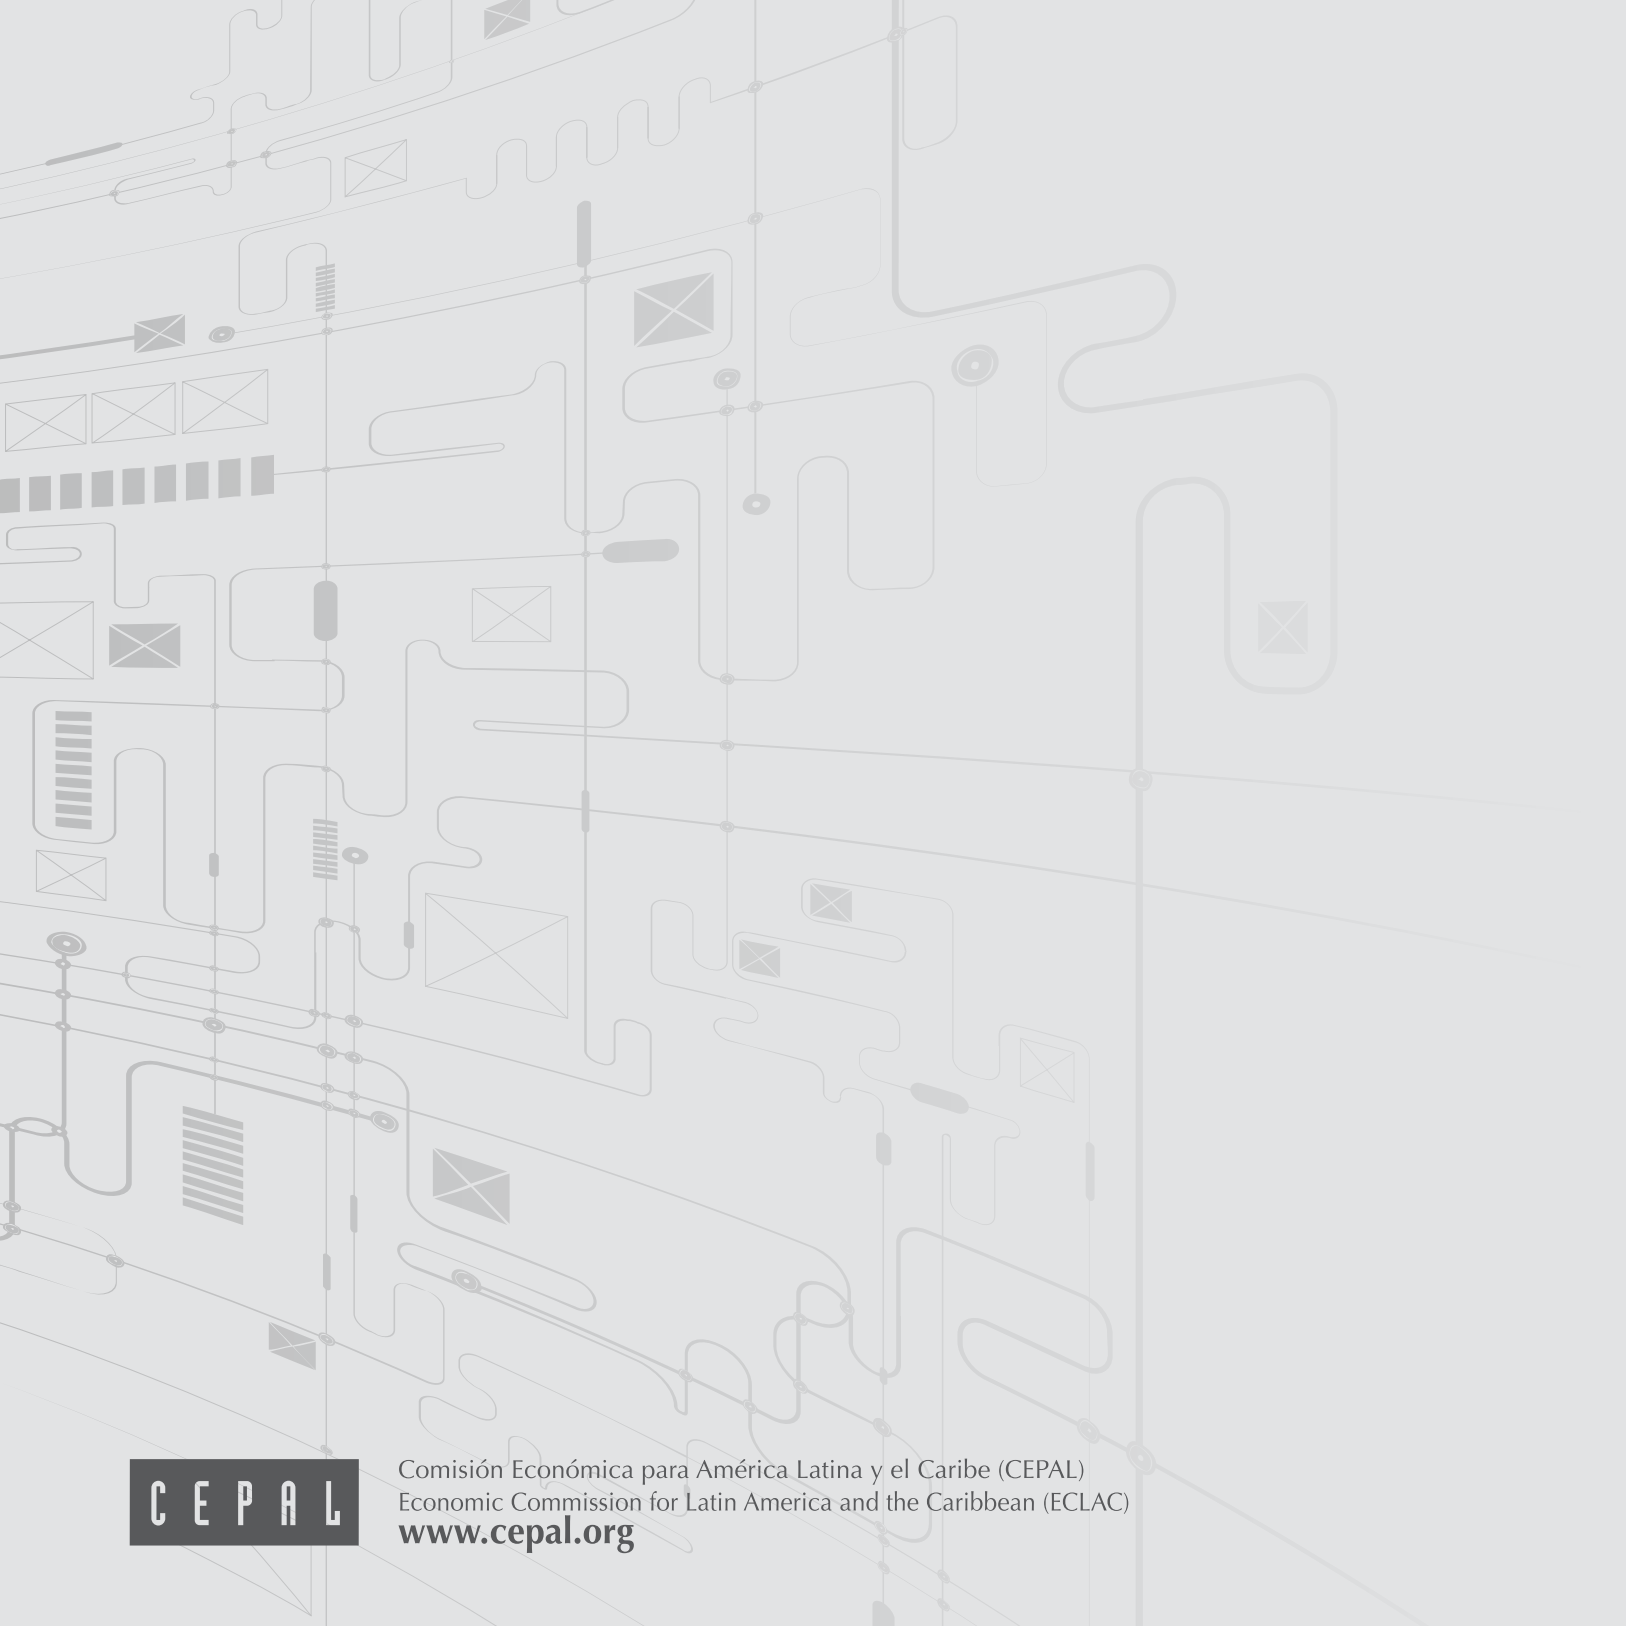 CEPAL
Comisión Económica para América Latina y el Caribe (CEPAL)
Economic Commission for Latin America and the Caribbean (ECLAC)
www.cepal.org